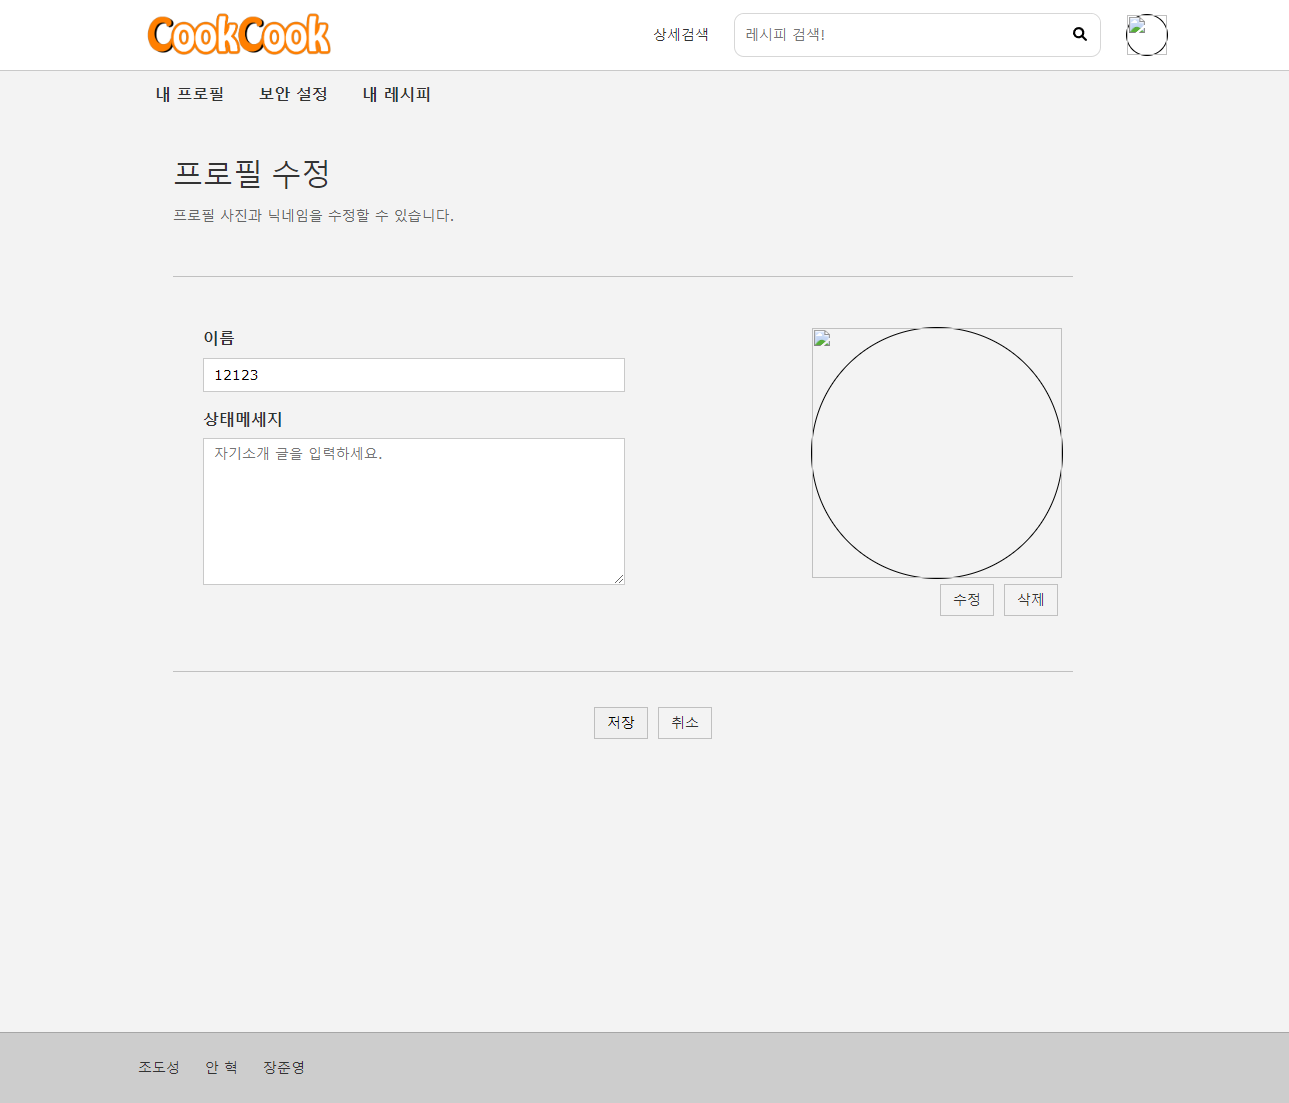 CookCook
상세검색
레시피 검색!
내 프로필 보안 설정 내 레시피
프로필 수정
프로필 사진과 닉네임을 수정할 수 있습니다.
이름
12123
상태메세지
자기소개 글을 입력하세요.
수정 삭제
저장 취소
조도성 안 혁 장준영